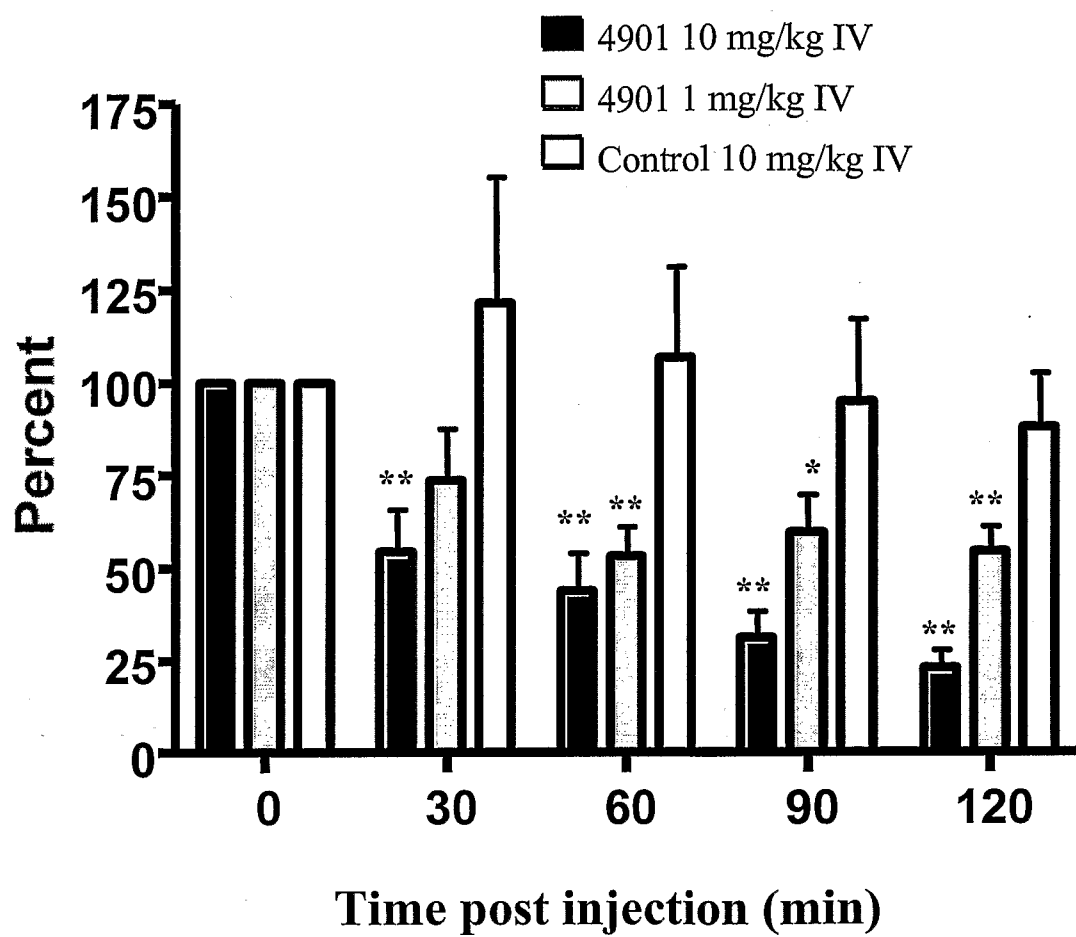 4901 10 mg/kg IV
4901 1 mg/kg IV
Control 10 mg/kg IV
175
150
125
100
75
50
25
0
Percent
**
** **
** *
** **
0 30 60 90 120
Time post injection (min)